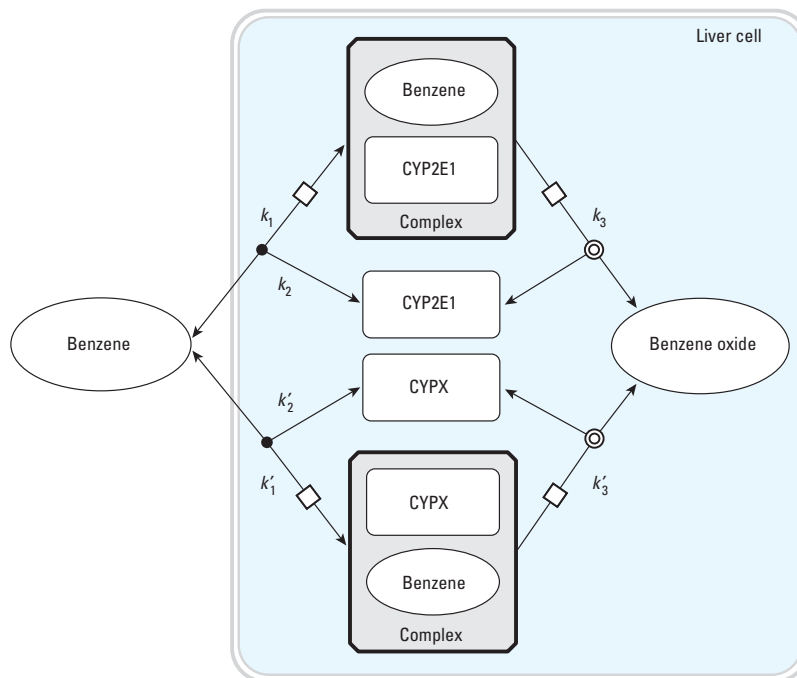 Liver cell
Benzene
CYP2E1
Complex
k1
k3
k2
CYP2E1
Benzene
Benzene oxide
CYPX
k′2
k′1
k′3
CYPX
Benzene
Complex